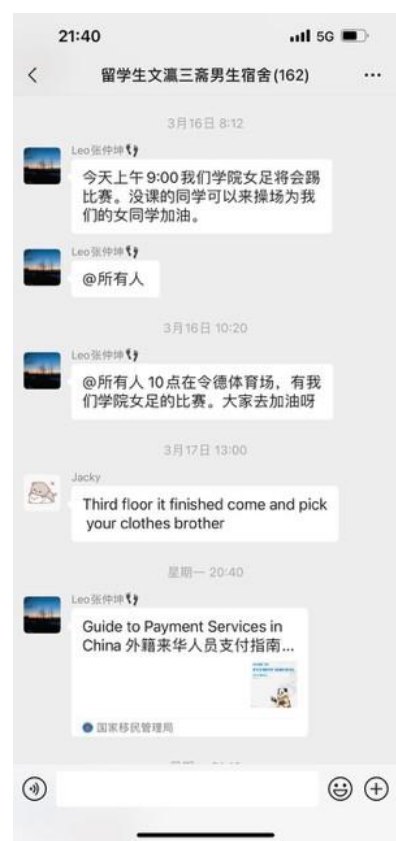 21:40
5G
留学生文瀛三斋男生宿舍(162)
3月16日 8:12
Leo张仲坤
今天上午9:00我们学院女足将会踢
比赛。没课的同学可以来操场为我
们的女同学加油。
Leo张仲坤
@所有人
3月16日 10:20
Leo张仲坤
@所有人 10点在令德体育场，有我
们学院女足的比赛。大家去加油呀
3月17日 13:00
Jacky
Third floor it finished come and pick
your clothes brother
星期一 20:40
Leo张仲坤
Guide to Payment Services in
China 外籍来华人员支付指南...
国家移民管理局